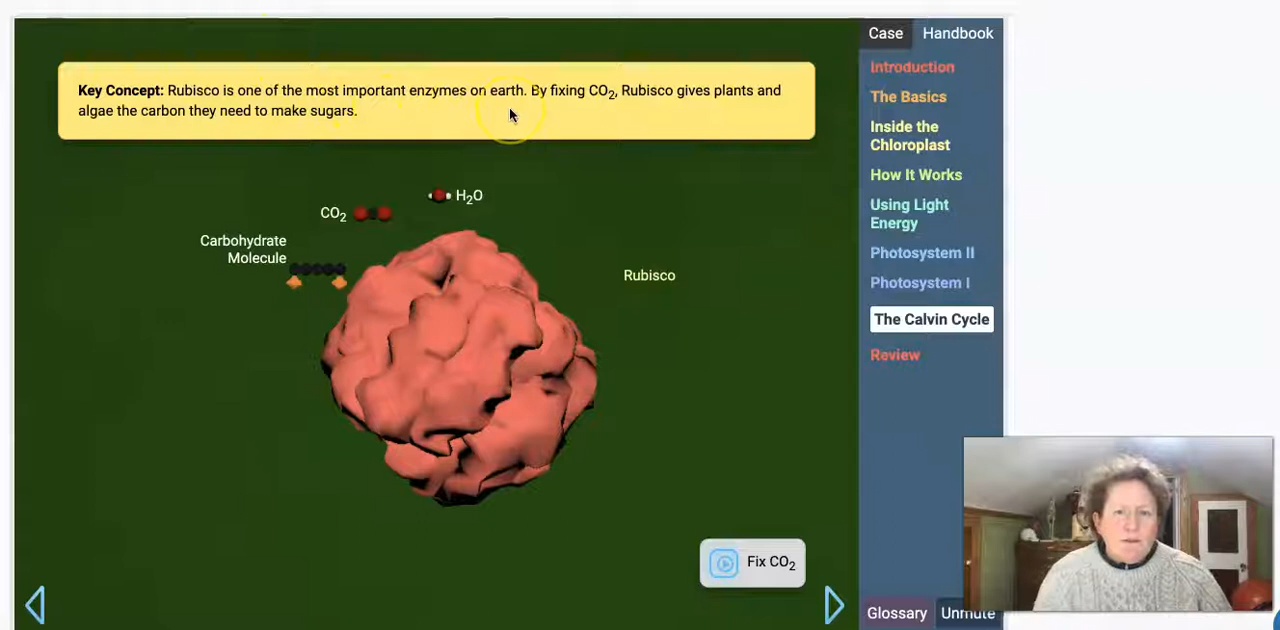 Key Concept: Rubisco is one of the most important enzymes on earth. By fixing CO₂, Rubisco gives plants and
algae the carbon they need to make sugars.
H₂O
CO₂
Carbohydrate
Molecule
Rubisco
Fix CO₂
Case
Handbook
Introduction
The Basics
Inside the
Chloroplast
How It Works
Using Light
Energy
Photosystem II
Photosystem I
The Calvin Cycle
Review
Glossary
Unmute